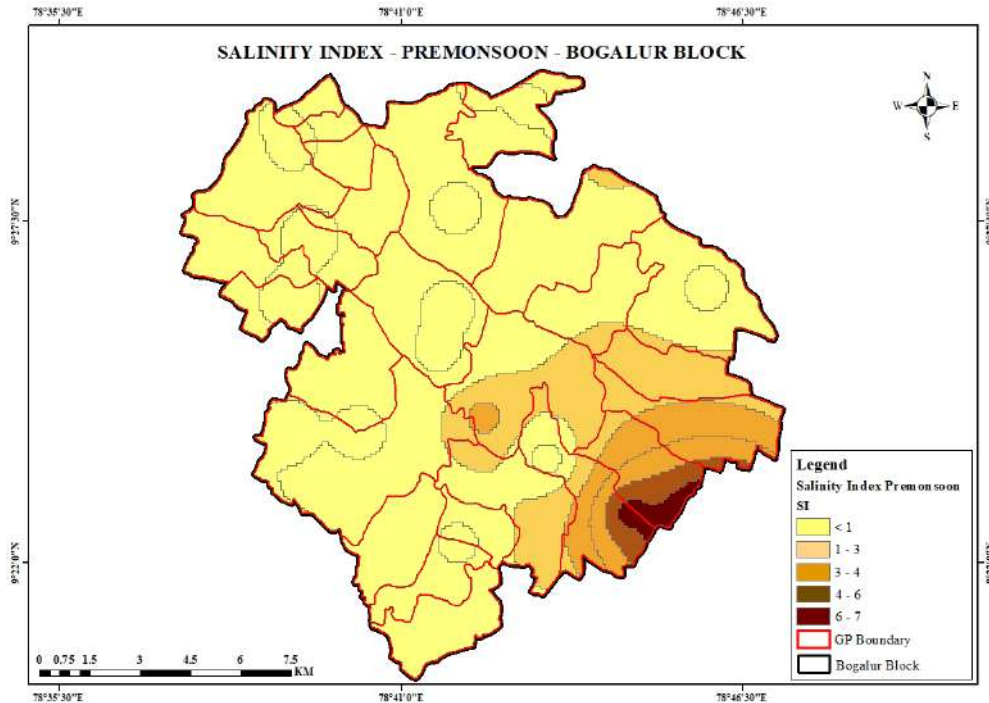 78°35'30"E 78°41'0"E 78°46'30"E
SALINITY INDEX - PREMONSOON - BOGALUR BLOCK
N
W E
S
9°27'30"N
Legend
Salinity Index Premonsoon
SI
< 1
1 - 3
3 - 4
4 - 6
6 - 7
GP Boundary
Bogalur Block
9°22'0"N
0 0.75 1.5 3 4.5 6 7.5
KM
78°35'30"E 78°41'0"E 78°46'30"E